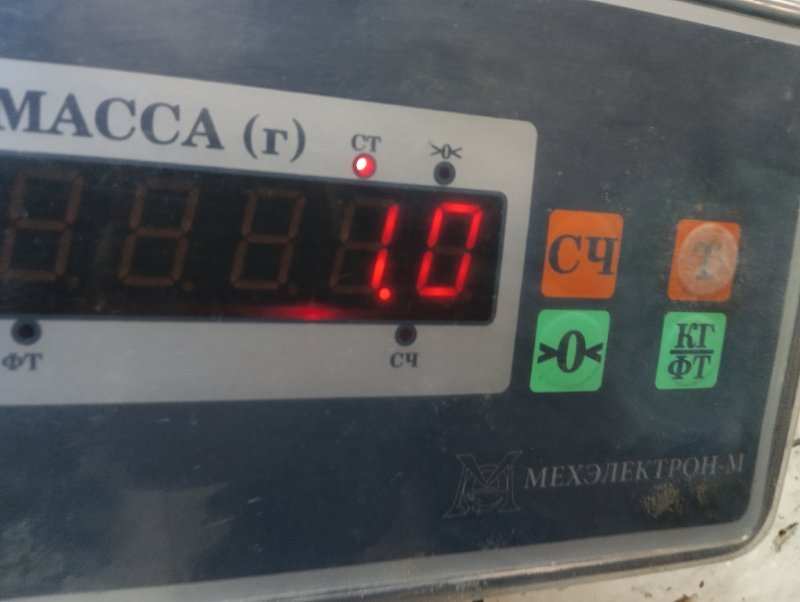 МАССА (г)
СТ
>0<
1.0
ФТ
СЧ
СЧ
Т
>0<
КГ
ФТ
МЕХЭЛЕКТРОН-М